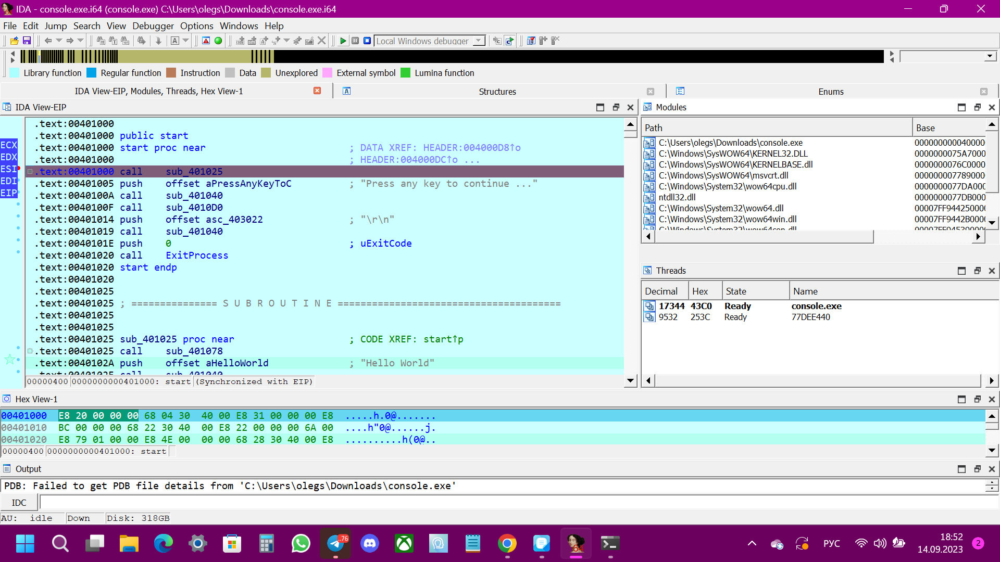 IDA - console.exe.i64 (console.exe) C:\Users\olegs\Downloads\console.exe.i64
File Edit Jump Search View Debugger Options Windows Help
Local Windows debugger
Library function Regular function Instruction Data Unexplored External symbol Lumina function
IDA View-EIP, Modules, Threads, Hex View-1 Structures Enums
IDA View-EIP
ECX
EDX
ESI
EDI
EIP
.text:00401000
.text:00401000 public start
.text:00401000 start proc near ; DATA XREF: HEADER:004000D8↑o
.text:00401000 ; HEADER:004000DC↑o ...
.text:00401000 call sub_401025
.text:00401005 push offset aPressAnyKeyToC ; "Press any key to continue ..."
.text:0040100A call sub_401040
.text:0040100F call sub_4010D0
.text:00401014 push offset asc_403022 ; "\r\n"
.text:00401019 call sub_401040
.text:0040101E push 0 ; uExitCode
.text:00401020 call ExitProcess
.text:00401020 start endp
.text:00401020
.text:00401025
.text:00401025 ; =============== S U B R O U T I N E =======================================
.text:00401025
.text:00401025
.text:00401025 sub_401025 proc near ; CODE XREF: start↑p
.text:00401025 call sub_401078
.text:0040102A push offset aHelloWorld ; "Hello World"
.text:0040102F call sub_401040
00000400 0000000000401000: start (Synchronized with EIP)
Modules
Path Base
C:\Users\olegs\Downloads\console.exe 000000000040000
C:\Windows\SysWOW64\KERNEL32.DLL 0000000075A7000
C:\Windows\SysWOW64\KERNELBASE.dll 0000000076C0000
C:\Windows\SysWOW64\msvcrt.dll 0000000077890000
C:\Windows\System32\wow64cpu.dll 0000000077DA000
ntdll32.dll 0000000077DB000
C:\Windows\System32\wow64.dll 00007FF94425000
C:\Windows\System32\wow64win.dll 00007FF9442B000
C:\Windows\System32\wow64con.dll
Threads
Decimal Hex State Name
17344 43C0 Ready console.exe
9532 253C Ready 77DEE440
Hex View-1
00401000 E8 20 00 00 00 68 04 30 40 00 E8 31 00 00 00 E8 .....h.0@.......
00401010 BC 00 00 00 68 22 30 40 00 E8 22 00 00 00 6A 00 ....h"0@......j.
00401020 E8 79 01 00 00 E8 4E 00 00 00 68 28 30 40 00 E8 ..........h(0@..
00000400 0000000000401000: start
Output
PDB: Failed to get PDB file details from 'C:\Users\olegs\Downloads\console.exe'
IDC
AU: idle Down Disk: 318GB
.76
64
РУС
18:52
14.09.2023
2